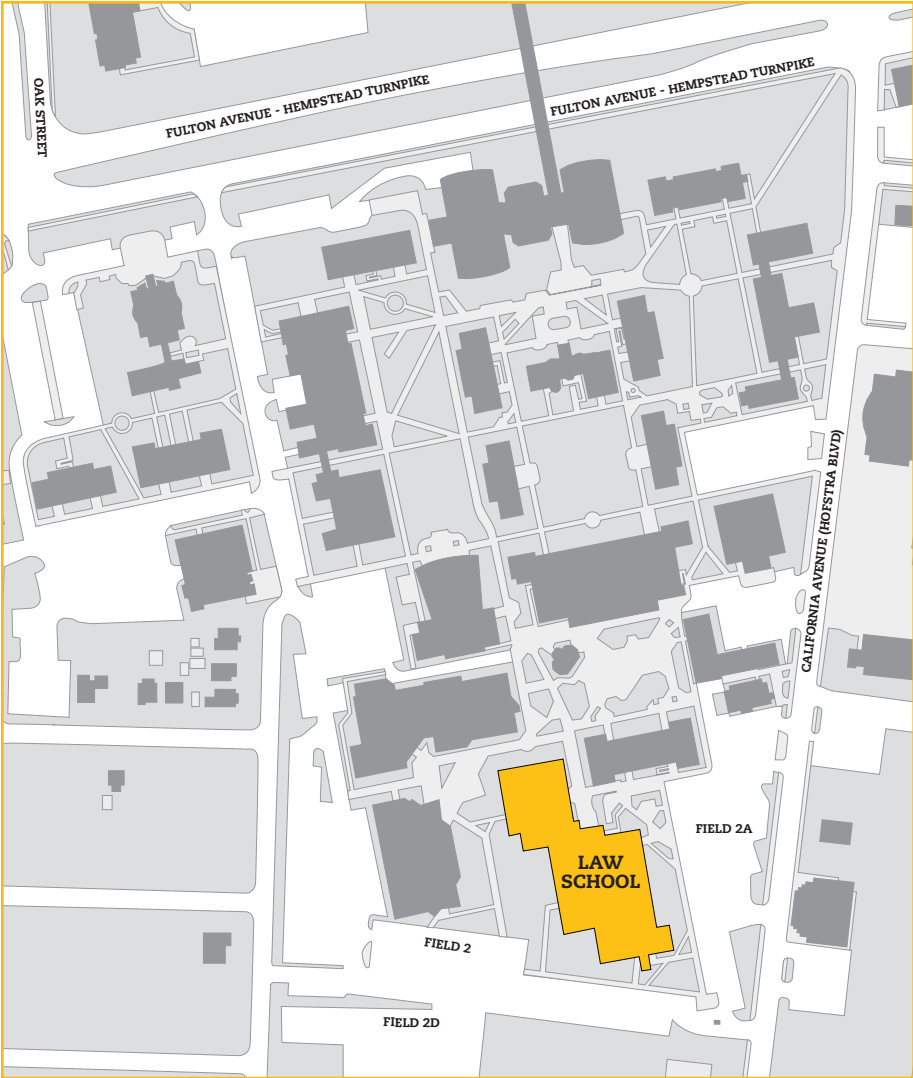 OAK STREET
FULTON AVENUE - HEMPSTEAD TURNPIKE
FULTON AVENUE - HEMPSTEAD TURNPIKE
CALIFORNIA AVENUE (HOFSTRA BLVD)
FIELD 2A
LAW
SCHOOL
FIELD 2
FIELD 2D